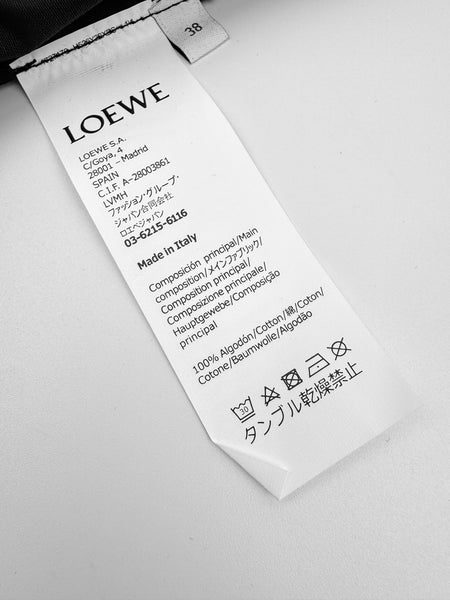 38
LOEWE
LOEWE S.A.
C/Goya, 4
28001 - Madrid
SPAIN
C.I.F. A-28003861
LVMH
ファッション・グループ・
ジャパン合同会社
ロエベジャパン
03-6215-6116
Made in Italy
Composición principal/Main
composition/メインファブリック/
Composition principal/
Composizione principale/
Hauptgewebe/Composição
principal
100% Algodón/Cotton/綿/Coton/
Cotone/Baumwolle/Algodão
30
タンブル乾燥禁止